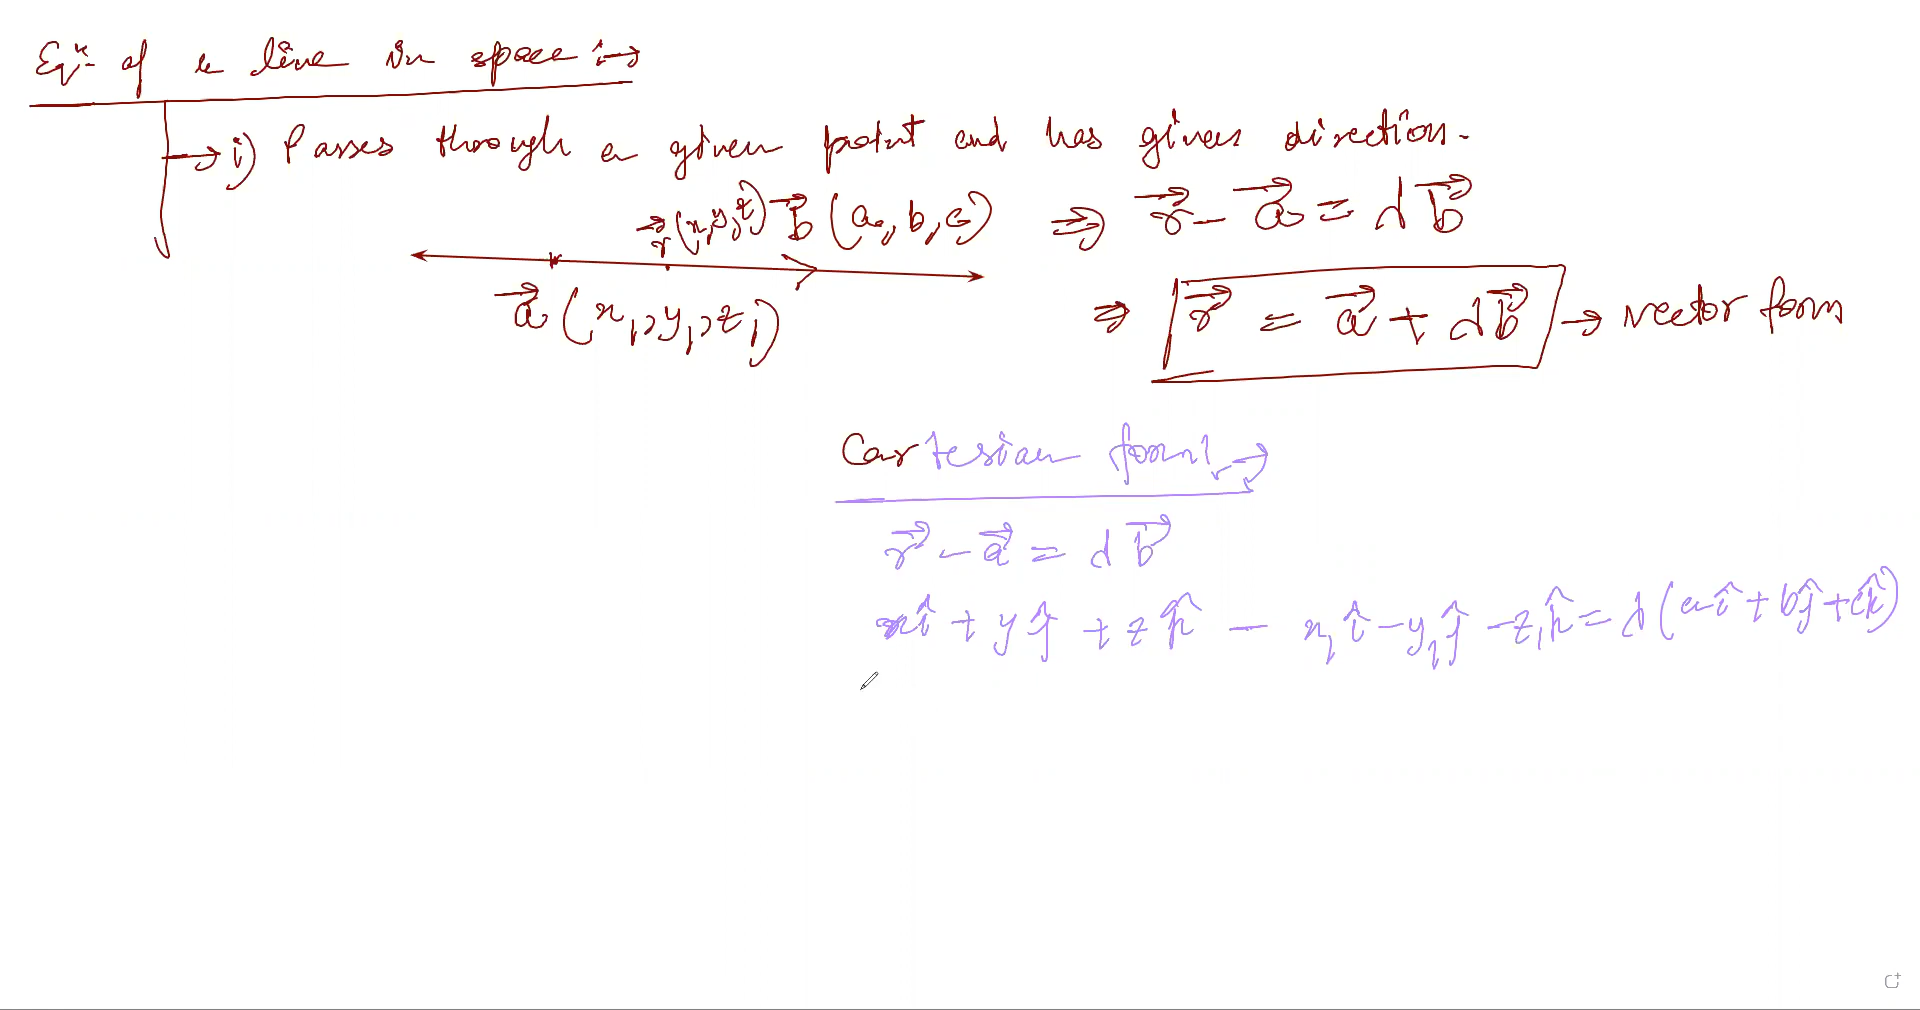 Eqⁿ of a line in space :→
→ i) Passes through a given point and has given direction.
r⃗(x,y,z) b⃗ (a, b, c) ⇒ r⃗ - a⃗ = λb⃗
a⃗ (x₁, y₁, z₁) ⇒ r⃗ = a⃗ + λb⃗ → vector form
Cartesian form :→
r⃗ - a⃗ = λb⃗
xî + yĵ + zk̂ - x₁î - y₁ĵ - z₁k̂ = λ(aî + bĵ + ck̂)